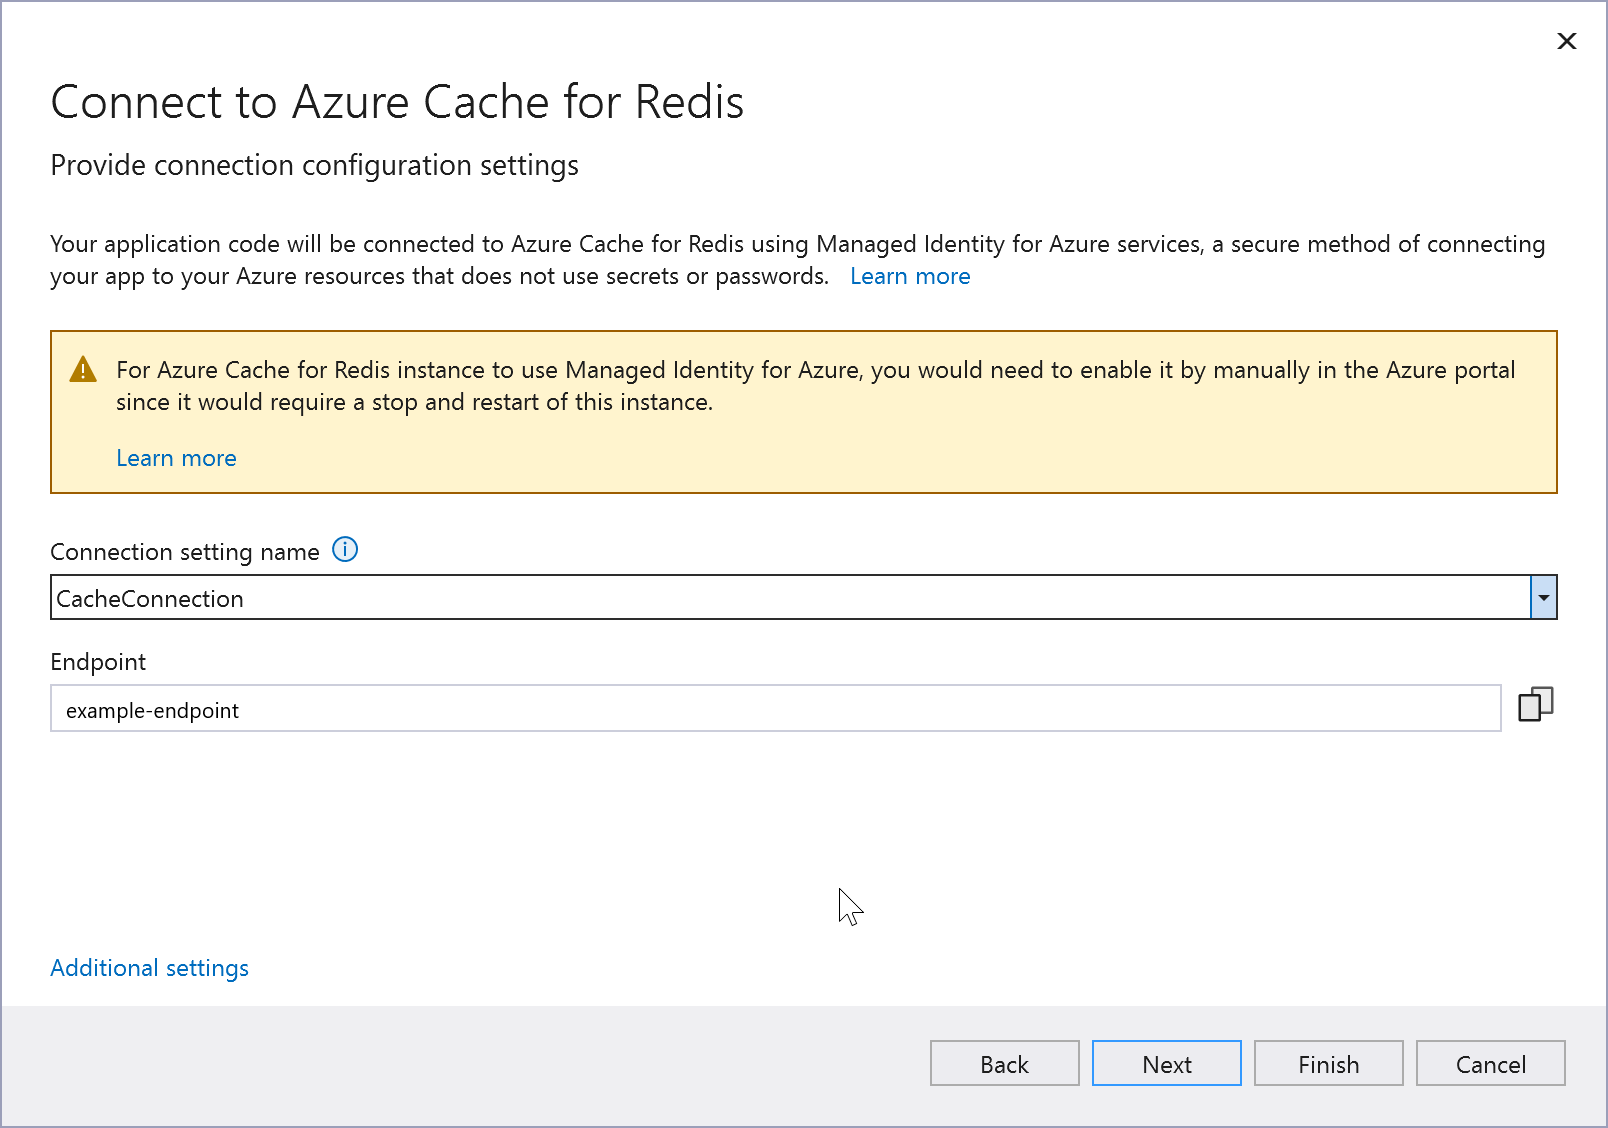 Connect to Azure Cache for Redis
Provide connection configuration settings
Your application code will be connected to Azure Cache for Redis using Managed Identity for Azure services, a secure method of connecting
your app to your Azure resources that does not use secrets or passwords. Learn more
For Azure Cache for Redis instance to use Managed Identity for Azure, you would need to enable it by manually in the Azure portal
since it would require a stop and restart of this instance.
Learn more
Connection setting name
CacheConnection
Endpoint
example-endpoint
Additional settings
Back Next Finish Cancel